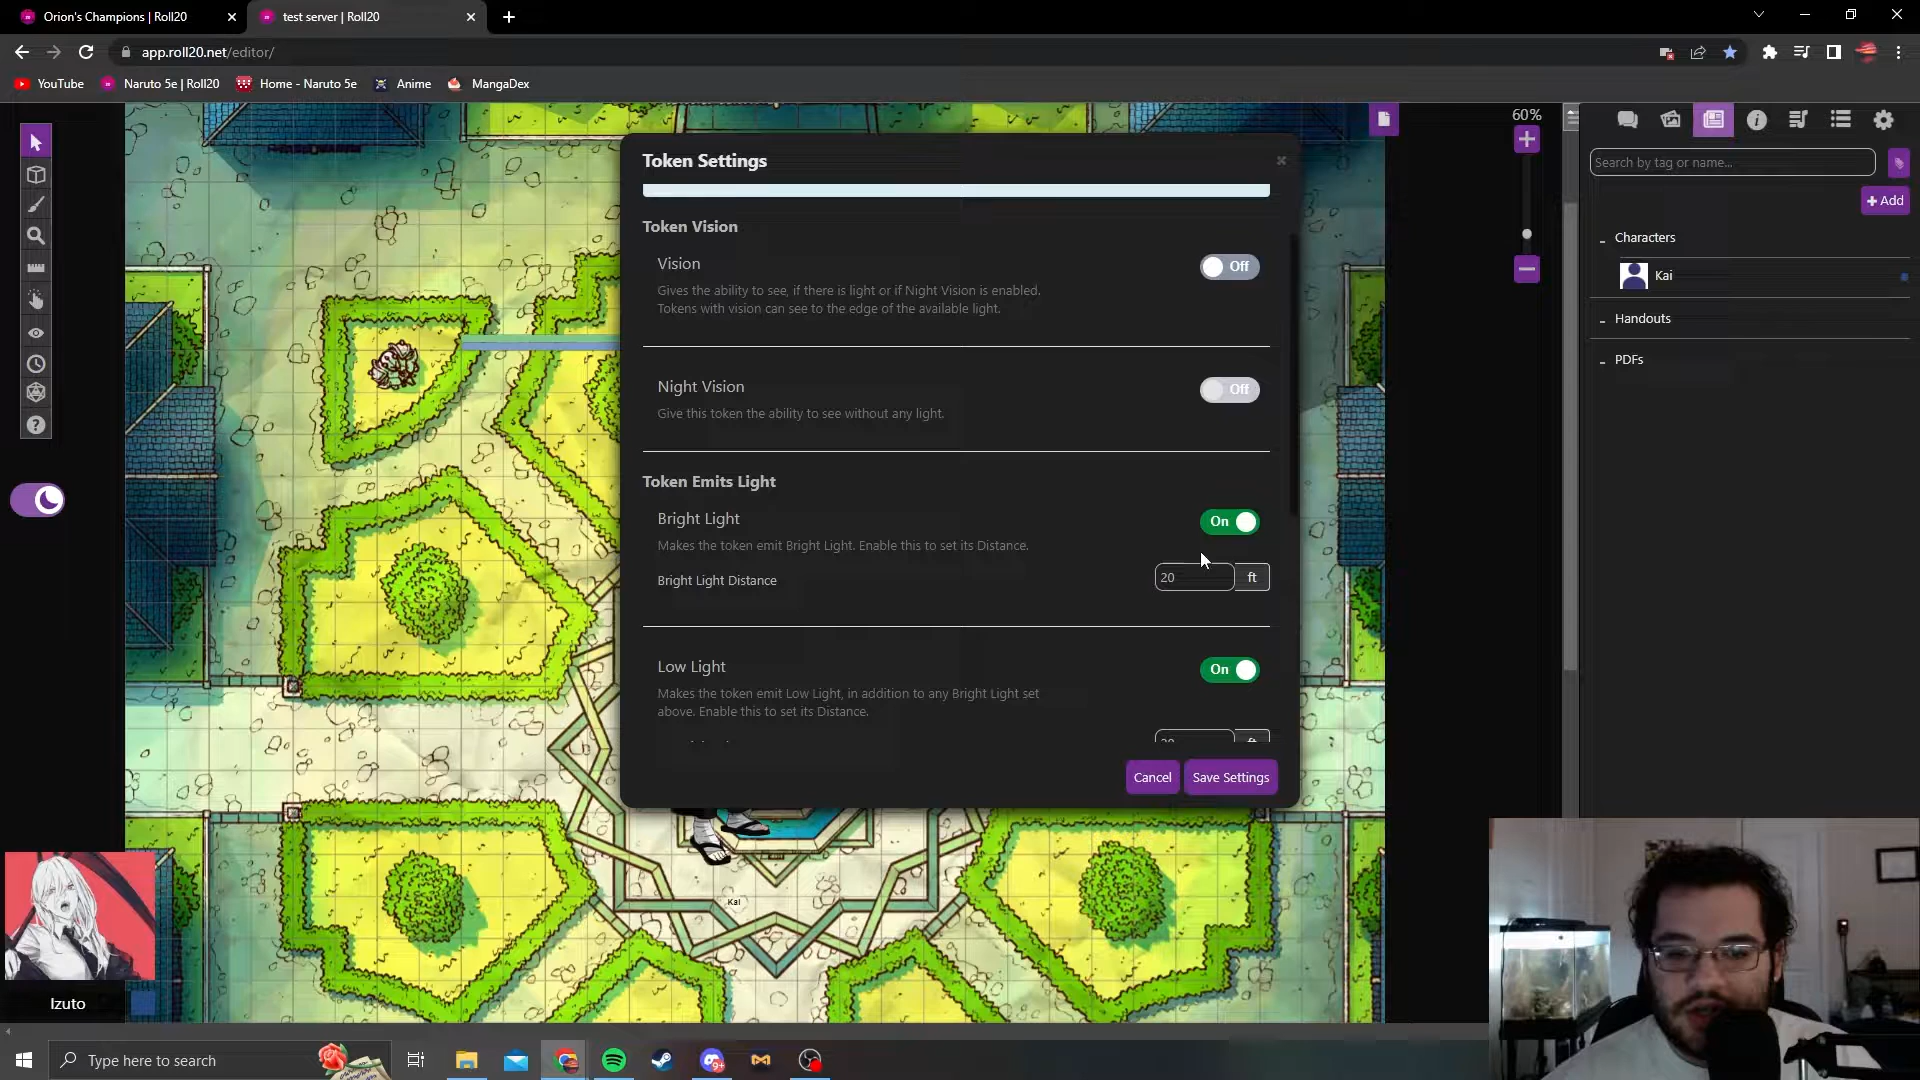 Orion's Champions | Roll20
test server | Roll20
app.roll20.net/editor/
YouTube
Naruto 5e | Roll20
Home - Naruto 5e
Anime
MangaDex
60%
Token Settings
Token Vision
Vision
Off
Gives the ability to see, if there is light or if Night Vision is enabled.
Tokens with vision can see to the edge of the available light.
Night Vision
Off
Give this token the ability to see without any light.
Token Emits Light
Bright Light
On
Makes the token emit Bright Light. Enable this to set its Distance.
Bright Light Distance
20
ft
Low Light
On
Makes the token emit Low Light, in addition to any Bright Light set
above. Enable this to set its Distance.
Cancel
Save Settings
Search by tag or name...
+ Add
Characters
Kai
Handouts
PDFs
Kai
Izuto
Type here to search
9+